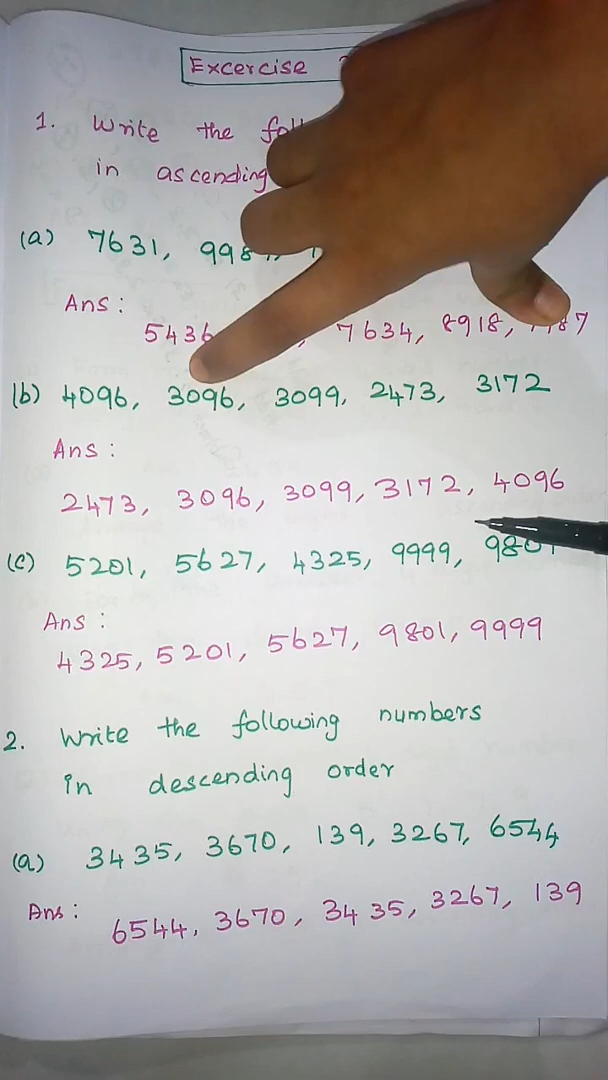 Excercise
1. Write the
in ascending
(a) 7631,
Ans :
7634, 8918,
(b) 4096, 3096, 3099, 2473, 3172
Ans :
2473, 3096, 3099, 3172, 4096
(c) 5201, 5627, 4325, 9999, 9801
Ans :
4325, 5201, 5627, 9801, 9999
2. Write the following numbers
in descending order
(a) 3435, 3670, 139, 3267, 6544
Ans :
6544, 3670, 3435, 3267, 139